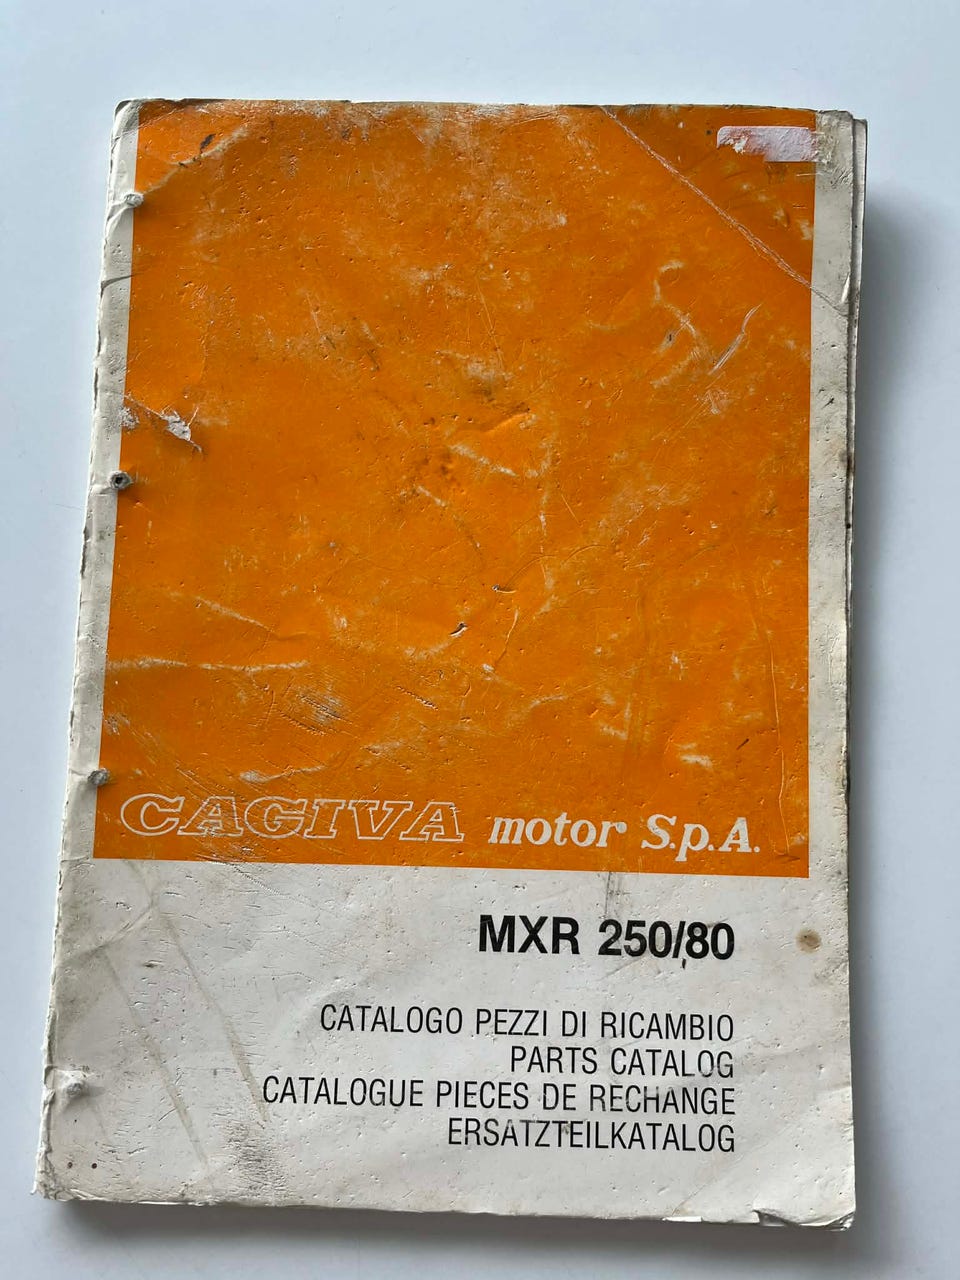 CAGIVA motor S.p.A.
MXR 250/80
CATALOGO PEZZI DI RICAMBIO
PARTS CATALOG
CATALOGUE PIECES DE RECHANGE
ERSATZTEILKATALOG